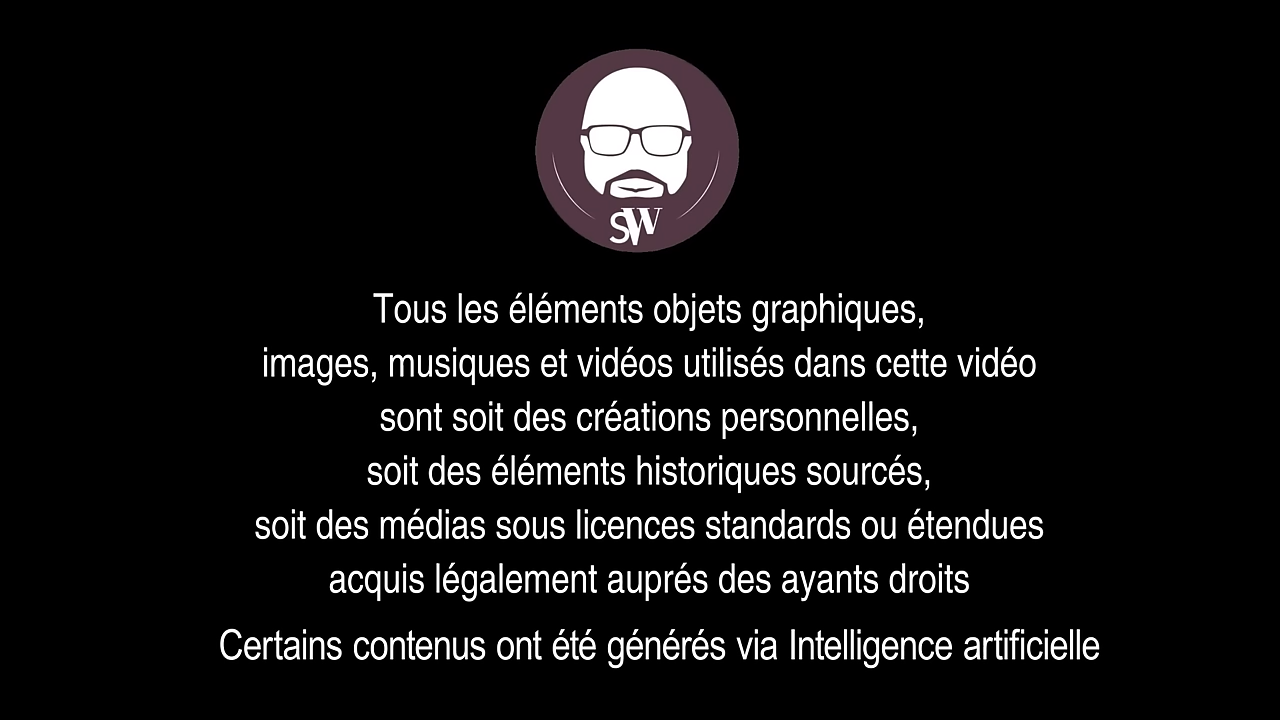 SW
Tous les éléments objets graphiques,
images, musiques et vidéos utilisés dans cette vidéo
sont soit des créations personnelles,
soit des éléments historiques sourcés,
soit des médias sous licences standards ou étendues
acquis légalement auprés des ayants droits
Certains contenus ont été générés via Intelligence artificielle